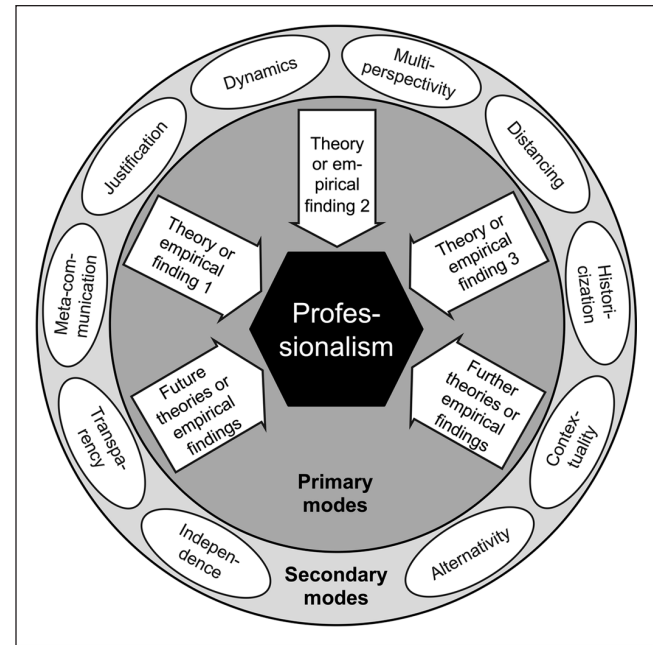 Dynamics
Multi-
perspectivity
Distancing
Histori-
cization
Contex-
tuality
Alternativity
Indepen-
dence
Transpa-
rency
Meta-com-
munication
Justification
Theory or
empirical
finding 1
Theory
or em-
pirical
finding 2
Theory or
empirical
finding 3
Further
theories or
empirical
findings
Future
theories or
empirical
findings
Profes-
sionalism
Primary
modes
Secondary
modes